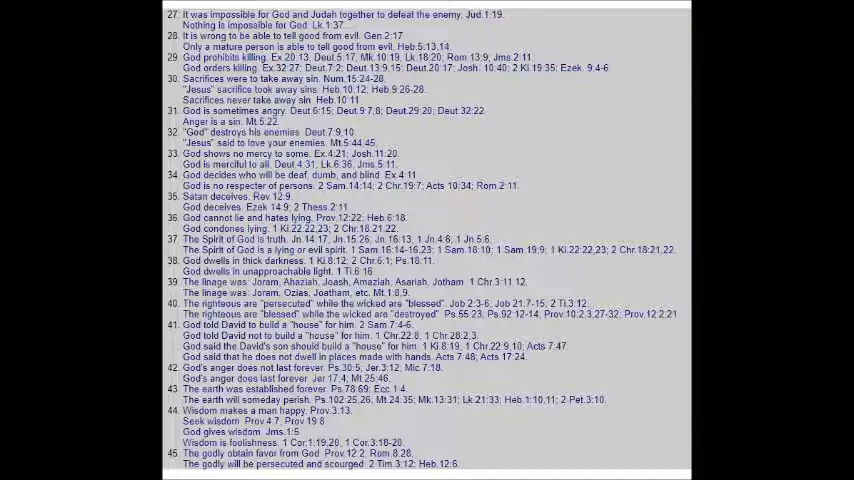 27. It was impossible for God and Judah together to defeat the enemy. Jud.1:19.
Nothing is impossible for God. Lk.1:37.
28. It is wrong to be able to tell good from evil. Gen.2:17
Only a mature person is able to tell good from evil. Heb.5:13,14.
29. God prohibits killing. Ex.20:13, Deut.5:17, Mk.10:19, Lk.18:20; Rom 13:9; Jms.2:11.
God orders killing. Ex.32:27; Deut.7:2; Deut.13:9,15; Deut.20:17; Josh. 10:40; 2 Ki.19:35; Ezek. 9:4-6
30. Sacrifices were to take away sin. Num.15:24-28.
"Jesus" sacrifice took away sins Heb.10:12; Heb.9:26-28.
Sacrifices never take away sin Heb.10:11
31. God is sometimes angry. Deut.6:15; Deut.9:7,8; Deut.29:20; Deut.32:22.
Anger is a sin. Mt.5:22.
32. "God" destroys his enemies. Deut.7:9,10.
"Jesus" said to love your enemies. Mt.5:44,45.
33. God shows no mercy to some. Ex.4:21; Josh.11:20.
God is merciful to all. Deut.4:31, Lk.6:36, Jms.5:11.
34. God decides who will be deaf, dumb, and blind Ex.4:11
God is no respecter of persons. 2 Sam.14:14; 2 Chr.19:7; Acts 10:34; Rom.2:11.
35. Satan deceives. Rev.12:9.
God deceives. Ezek.14:9; 2 Thess.2:11
36. God cannot lie and hates lying. Prov.12:22; Heb.6:18.
God condones lying. 1 Ki.22:22,23; 2 Chr.18:21,22.
37. The Spirit of God is truth. Jn.14:17, Jn.15:26; Jn.16:13, 1 Jn.4:6; 1 Jn.5:6.
The Spirit of God is a lying or evil spirit. 1 Sam.16:14-16,23; 1 Sam.18:10; 1 Sam.19:9; 1 Ki.22:22,23; 2 Chr.18:21,22.
38. God dwells in thick darkness. 1 Ki.8:12; 2 Chr.6:1; Ps.18:11.
God dwells in unapproachable light. 1 Ti.6:16
39. The linage was: Joram, Ahaziah, Joash, Amaziah, Asariah, Jotham 1 Chr.3:11,12.
The linage was: Joram, Ozias, Joatham, etc. Mt.1:8,9.
40. The righteous are "persecuted" while the wicked are "blessed". Job 2:3-6, Job 21:7-15, 2 Ti.3:12.
The righteous are "blessed" while the wicked are "destroyed" Ps.55:23, Ps.92:12-14, Prov.10:2,3,27-32, Prov.12:2,21
41. God told David to build a "house" for him. 2 Sam.7:4-6.
God told David not to build a "house" for him. 1 Chr.22:8, 1 Chr.28:2,3.
God said the David's son should build a "house" for him. 1 Ki.8:19, 1 Chr.22:9,10; Acts 7:47.
God said that he does not dwell in places made with hands. Acts 7:48; Acts 17:24.
42. God's anger does not last forever. Ps.30:5; Jer.3:12; Mic.7:18.
God's anger does last forever. Jer.17:4; Mt.25:46.
43. The earth was established forever. Ps.78:69; Ecc.1:4.
The earth will someday perish. Ps.102:25,26, Mt.24:35; Mk.13:31; Lk.21:33; Heb.1:10,11; 2 Pet.3:10.
44. Wisdom makes a man happy. Prov.3:13.
Seek wisdom. Prov.4:7, Prov.19:8
God gives wisdom. Jms.1:5
Wisdom is foolishness. 1 Cor.1:19,20, 1 Cor.3:18-20.
45. The godly obtain favor from God. Prov.12:2, Rom.8:28.
The godly will be persecuted and scourged. 2 Tim.3:12; Heb.12:6.